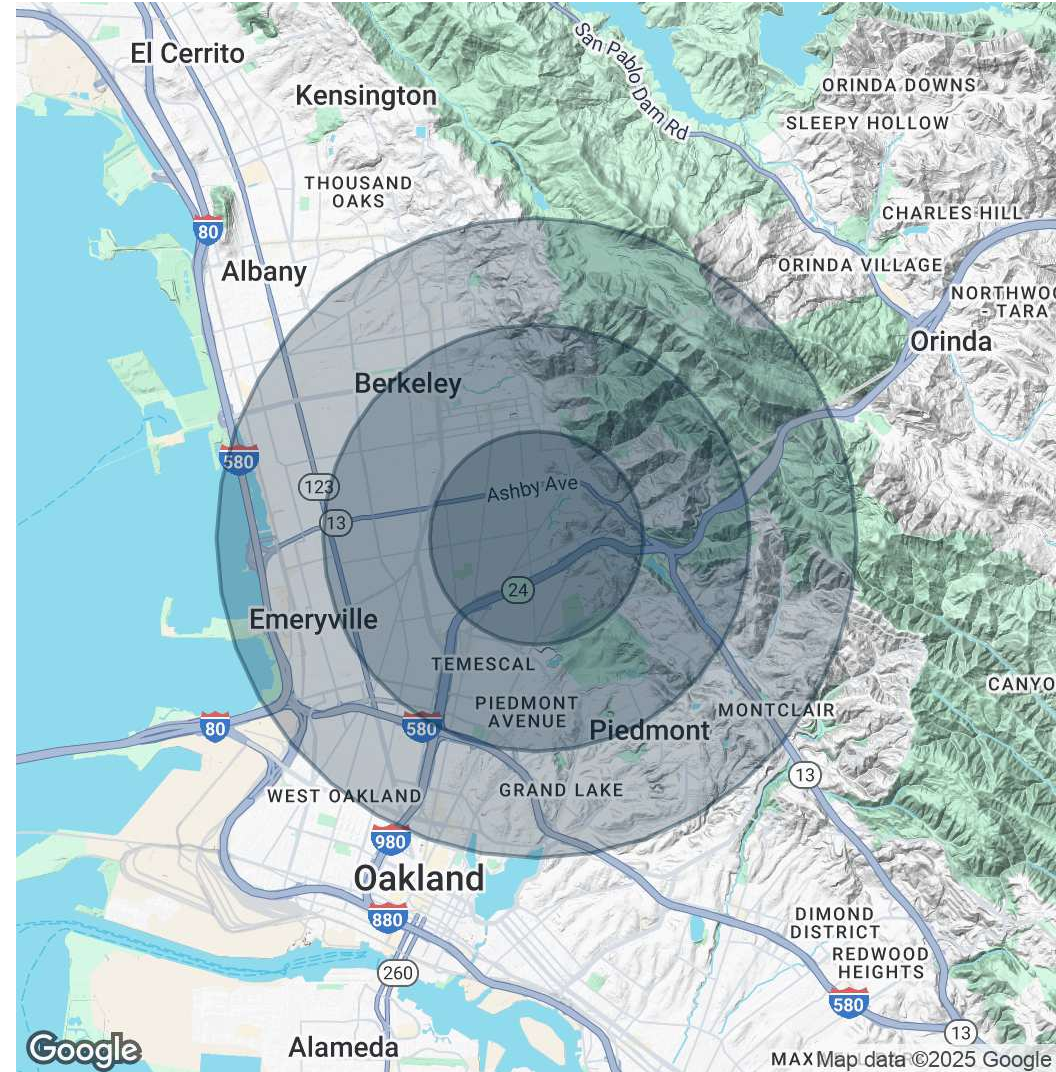 El Cerrito
San Pablo Dam Rd
ORINDA DOWNS
Kensington
SLEEPY HOLLOW
THOUSAND
OAKS
CHARLES HILL
80
Albany
ORINDA VILLAGE
NORTHWOO
- TARA
Orinda
Berkeley
580
123
Ashby Ave
13
24
Emeryville
TEMESCAL
CANYO
PIEDMONT
AVENUE
MONTCLAIR
80
580
Piedmont
13
WEST OAKLAND
GRAND LAKE
980
Oakland
880
DIMOND
DISTRICT
REDWOOD
HEIGHTS
260
580
13
Google
Alameda
MAX
Map data ©2025 Google